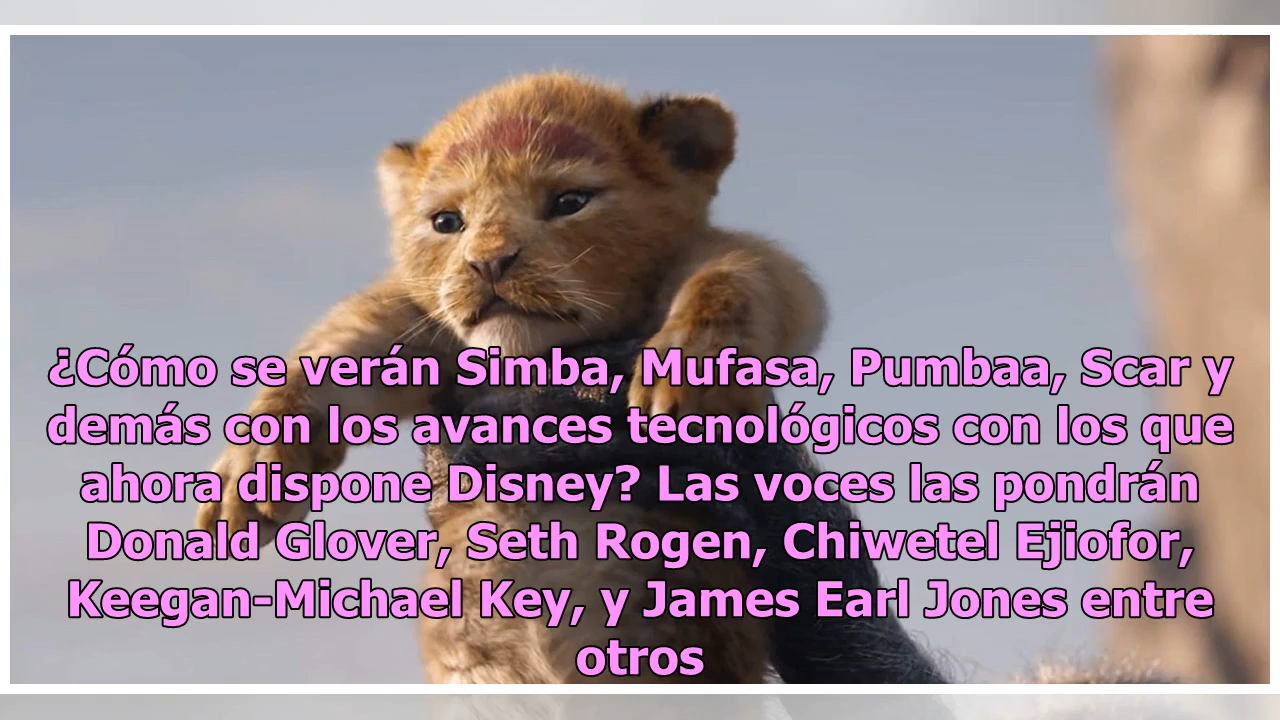 ¿Cómo se verán Simba, Mufasa, Pumbaa, Scar y
demás con los avances tecnológicos con los que
ahora dispone Disney? Las voces las pondrán
Donald Glover, Seth Rogen, Chiwetel Ejiofor,
Keegan-Michael Key, y James Earl Jones entre
otros